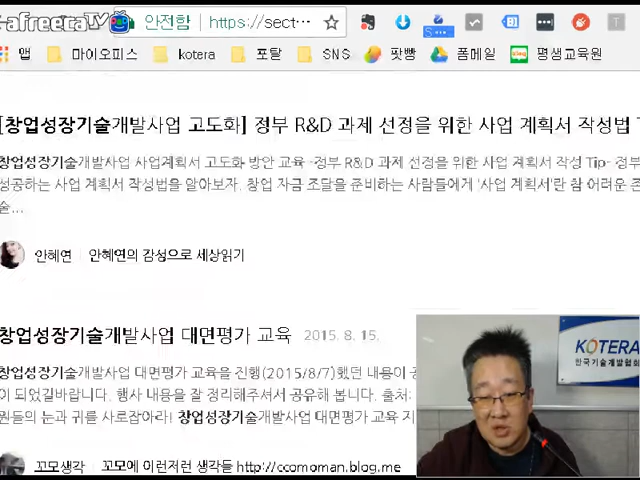 afreecaTV 안전함 https://sect...
앱 마이오피스 kotera 포탈 SNS 팟빵 폼메일 평생교육원
[창업성장기술개발사업 고도화] 정부 R&D 과제 선정을 위한 사업 계획서 작성법
창업성장기술개발사업 사업계획서 고도화 방안 교육 -정부 R&D 과제 선정을 위한 사업 계획서 작성 Tip- 정부
성공하는 사업 계획서 작성법을 알아보자. 창업 자금 조달을 준비하는 사람들에게 '사업 계획서'란 참 어려운 존
술...
안혜연 안혜연의 감성으로 세상읽기
창업성장기술개발사업 대면평가 교육 2015. 8. 15.
창업성장기술개발사업 대면평가 교육을 진행(2015/8/7)했던 내용이 공
이 되었길바랍니다. 행사 내용을 잘 정리해주셔서 공유해 봅니다. 출처:
원들의 눈과 귀를 사로잡아라! 창업성장기술개발사업 대면평가 교육 지
꼬모생각 꼬모에 이런저런 생각들 http://ccomoman.blog.me
KOTERA
한국기술개발협회